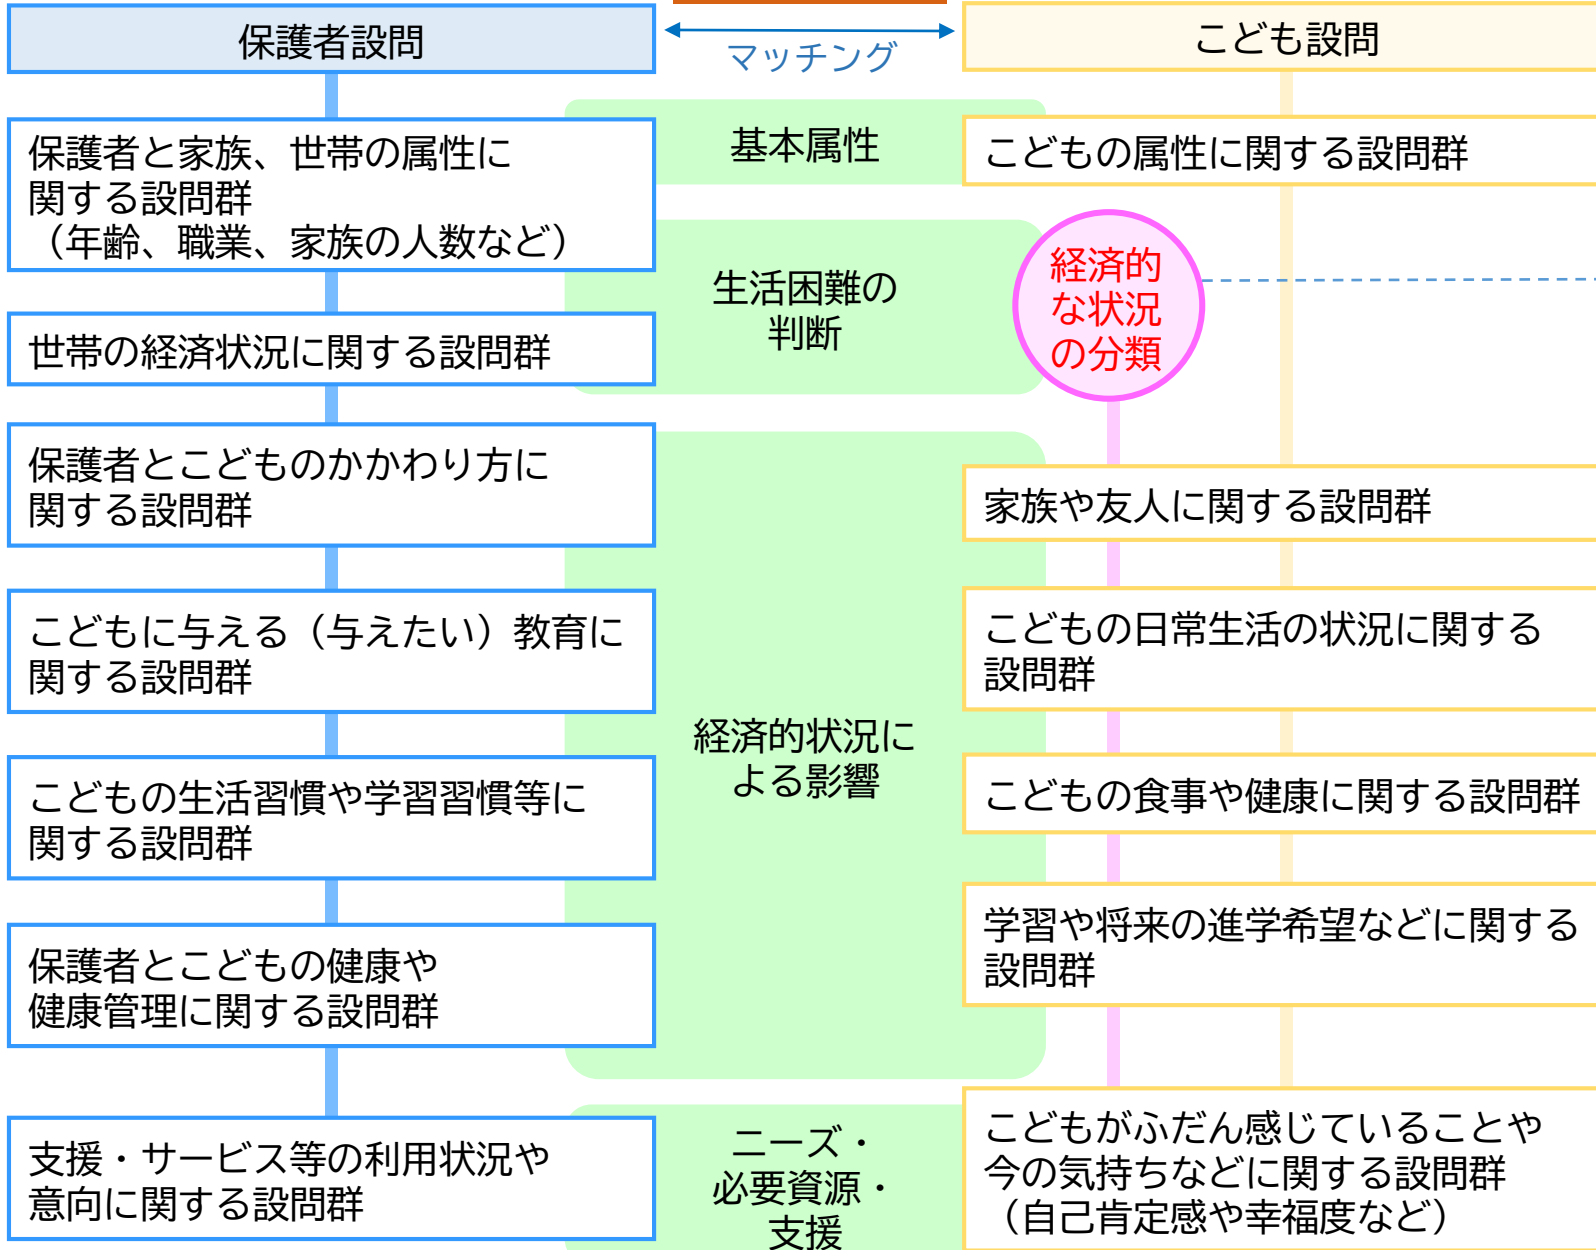 保護者設問
マッチング
こども設問
保護者と家族、世帯の属性に
関する設問群
（年齢、職業、家族の人数など）
基本属性
こどもの属性に関する設問群
世帯の経済状況に関する設問群
生活困難の
判断
経済的
な状況
の分類
保護者とこどものかかわり方に
関する設問群
こどもに与える（与えたい）教育に
関する設問群
こどもの生活習慣や学習習慣等に
関する設問群
保護者とこどもの健康や
健康管理に関する設問群
経済的状況に
よる影響
家族や友人に関する設問群
こどもの日常生活の状況に関する
設問群
こどもの食事や健康に関する設問群
学習や将来の進学希望などに関する
設問群
支援・サービス等の利用状況や
意向に関する設問群
ニーズ・
必要資源・
支援
こどもがふだん感じていることや
今の気持ちなどに関する設問群
（自己肯定感や幸福度など）